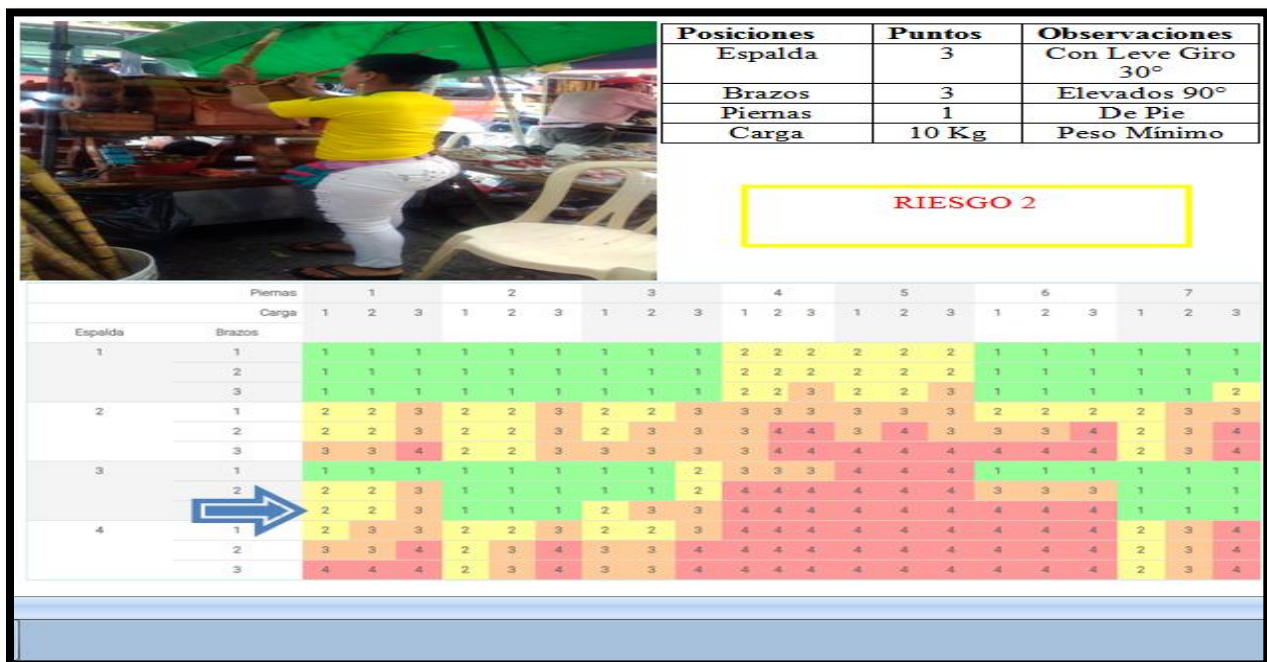 Posiciones Puntos Observaciones
Espalda 3 Con Leve Giro
30°
Brazos 3 Elevados 90°
Piernas 1 De Pie
Carga 10 Kg Peso Mínimo
RIESGO 2
Piernas 1 2 3 4 5 6 7
Carga 1 2 3 1 2 3 1 2 3 1 2 3 1 2 3 1 2 3 1 2 3
Espalda Brazos
1 1 1 1 1 1 1 1 1 1 1 2 2 2 2 2 2 1 1 1 1 1 1
2 1 1 1 1 1 1 1 1 1 2 2 2 2 2 2 1 1 1 1 1 1
3 1 1 1 1 1 1 1 1 1 2 2 3 2 2 3 1 1 1 1 1 2
2 1 2 2 3 2 2 3 2 2 3 3 3 3 3 3 3 2 2 2 2 3 3
2 2 2 3 2 2 3 2 3 3 3 4 4 3 4 3 3 3 4 2 3 4
3 3 3 4 2 2 3 3 3 3 3 4 4 4 4 4 4 4 4 2 3 4
3 1 1 1 1 1 1 1 1 1 2 3 3 3 4 4 4 1 1 1 1 1 1
2 2 2 3 1 1 1 1 1 2 4 4 4 4 4 4 3 3 3 1 1 1
2 2 3 1 1 1 2 3 3 4 4 4 4 4 4 4 4 4 1 1 1
4 1 2 3 3 2 2 3 2 2 3 4 4 4 4 4 4 4 4 4 2 3 4
2 3 3 4 2 3 4 3 3 4 4 4 4 4 4 4 4 4 4 2 3 4
3 4 4 4 2 3 4 3 3 4 4 4 4 4 4 4 4 4 4 2 3 4